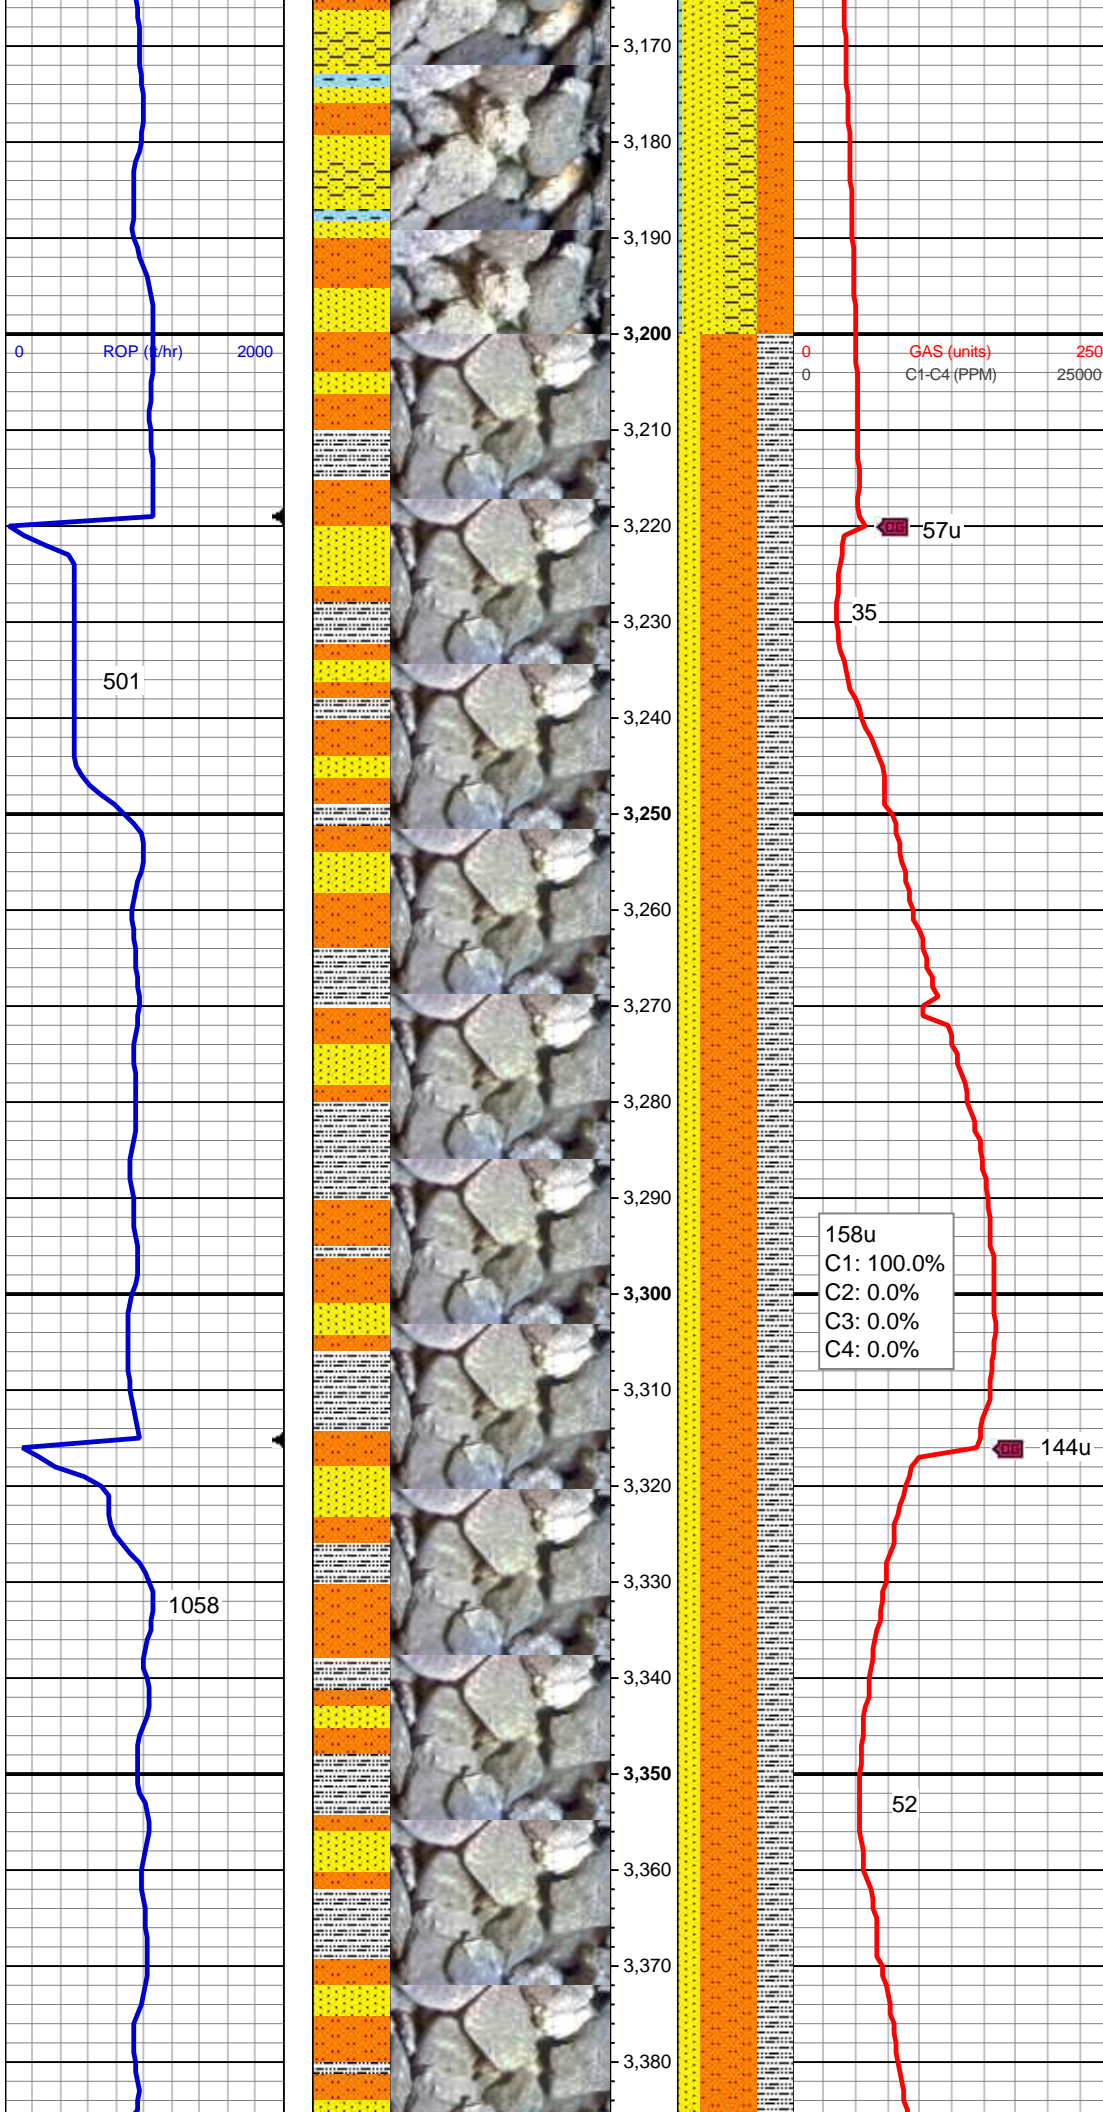 3,170
3,180
3,190
3,200
0 ROP (ft/hr) 2000
0 GAS (units) 250
0 C1-C4 (PPM) 25000
3,210
3,220
CG 57u
35
3,230
501
3,240
3,250
3,260
3,270
3,280
3,290
158u
C1: 100.0%
C2: 0.0%
C3: 0.0%
C4: 0.0%
3,300
3,310
CG 144u
3,320
3,330
1058
3,340
3,350
52
3,360
3,370
3,380